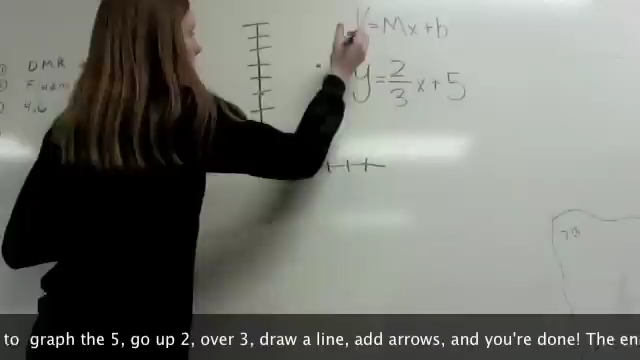 y = Mx + b
y = 2/3 x + 5
DMR
4.6
to graph the 5, go up 2, over 3, draw a line, add arrows, and you're done! The en